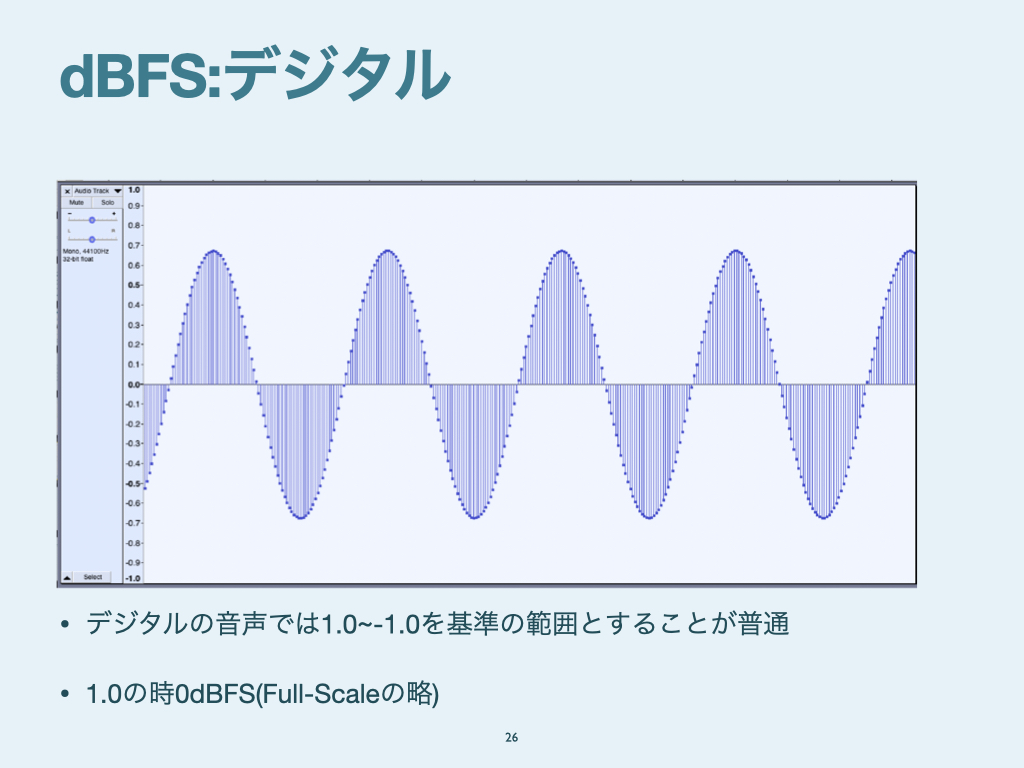 dBFS:デジタル
Audio Track
Mute Solo
- +
L R
Mono, 44100Hz
32-bit float
Select
1.0
0.9
0.8
0.7
0.6
0.5
0.4
0.3
0.2
0.1
0.0
-0.1
-0.2
-0.3
-0.4
-0.5
-0.6
-0.7
-0.8
-0.9
-1.0
• デジタルの音声では1.0~-1.0を基準の範囲とすることが普通
• 1.0の時0dBFS(Full-Scaleの略)
26